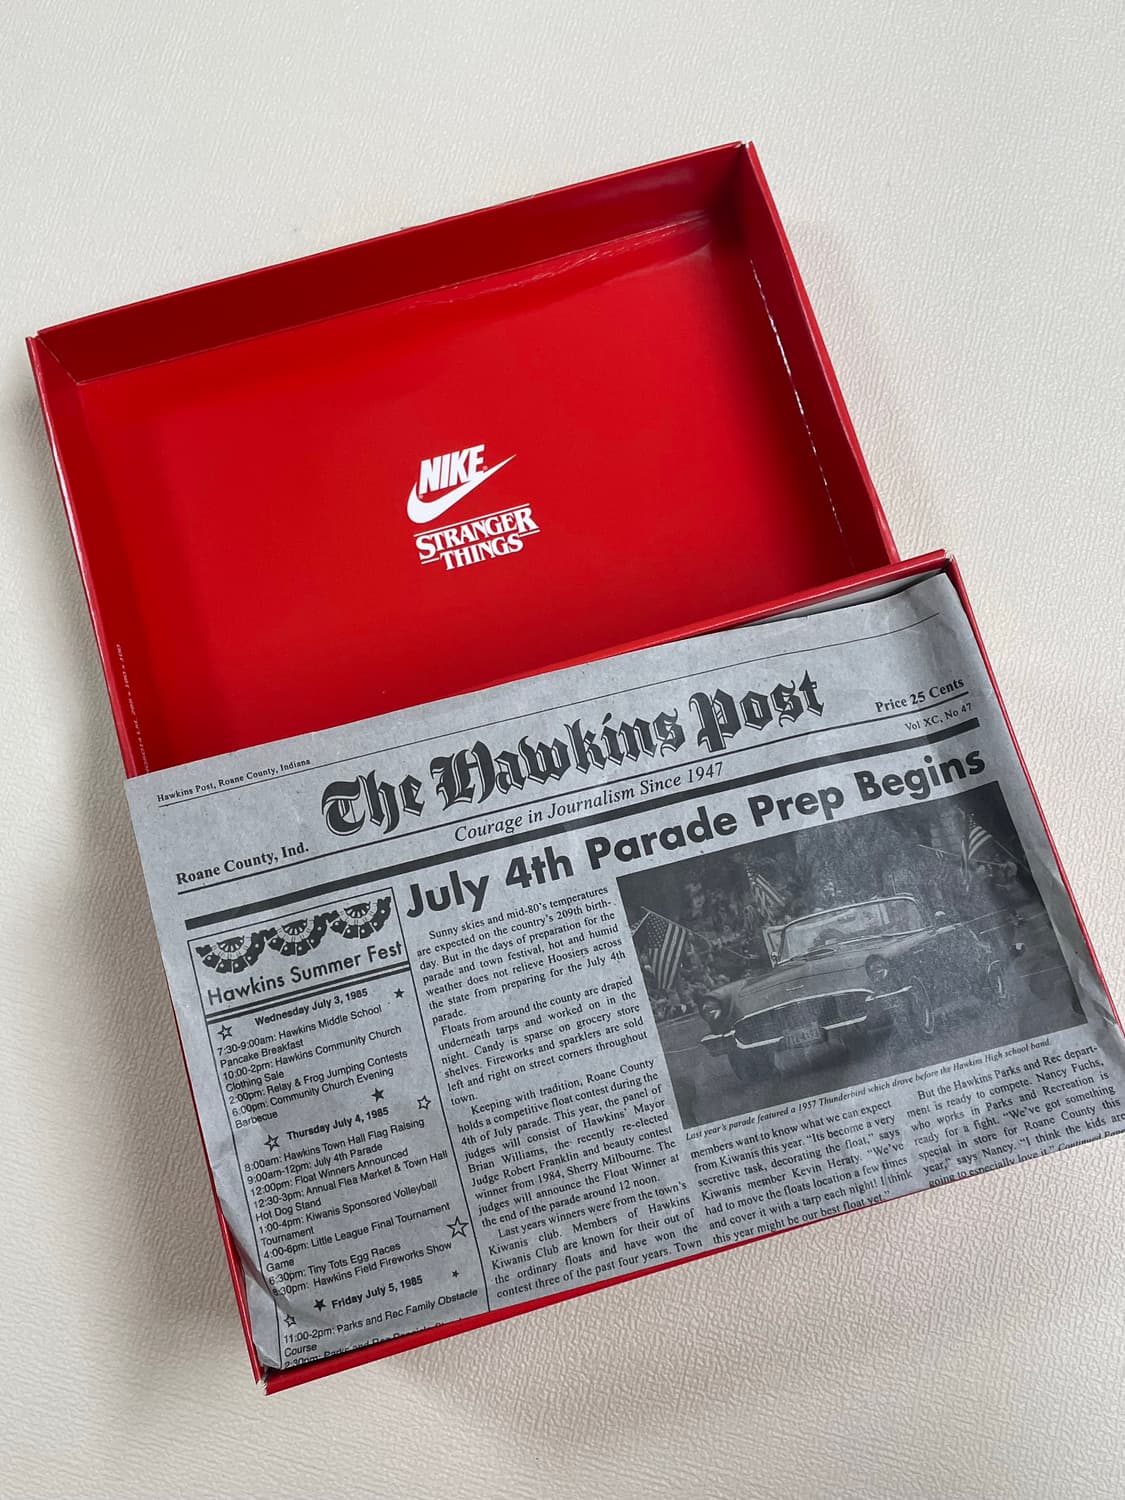 NIKE
STRANGER
THINGS
Hawkins Post, Roane County, Indiana
The Hawkins Post
Price 25 Cents
Roane County, Ind.
Courage in Journalism Since 1947
Vol XC, No 47
July 4th Parade Prep Begins
Hawkins Summer Fest
Wednesday July 3, 1985
7:30-9:00am: Hawkins Middle School
Pancake Breakfast
10:00-2pm: Hawkins Community Church
Clothing Sale
2:00pm: Relay & Frog Jumping Contests
6:00pm: Community Church Evening
Barbecue
Thursday July 4, 1985
8:00am: Hawkins Town Hall Flag Raising
9:00am-12pm: July 4th Parade
12:00pm: Float Winners Announced
12:30-3pm: Annual Flea Market & Town Hall
Hot Dog Stand
1:00-4pm: Kiwanis Sponsored Volleyball
Tournament
4:00-6pm: Little League Final Tournament
Game
6:30pm: Tiny Tots Egg Races
8:30pm: Hawkins Field Fireworks Show
Friday July 5, 1985
11:00-2pm: Parks and Rec Family Obstacle
Course
2:30pm: Parks and Rec
Sunny skies and mid-80's temperatures
are expected on the country's 209th birth-
day. But in the days of preparation for the
parade and town festival, hot and humid
weather does not relieve Hoosiers across
the state from preparing for the July 4th
parade.
Floats from around the county are draped
underneath tarps and worked on in the
night. Candy is sparse on grocery store
shelves. Fireworks and sparklers are sold
left and right on street corners throughout
town.
Keeping with tradition, Roane County
holds a competitive float contest during the
4th of July parade. This year, the panel of
judges will consist of Hawkins' Mayor
Brian Williams, the recently re-elected
Judge Robert Franklin and beauty contest
winner from 1984, Sherry Milbourne. The
judges will announce the Float Winner at
the end of the parade around 12 noon.
Last years winners were from the town's
Kiwanis club. Members of Hawkins
Kiwanis Club are known for their out of
the ordinary floats and have won the
contest three of the past four years. Town
Last year's parade featured a 1957 Thunderbird which drove before the Hawkins High school band.
members want to know what we can expect
from Kiwanis this year. "Its become a very
secretive task, decorating the float," says
Kiwanis member Kevin Heraty. "We've
had to move the floats location a few times
and cover it with a tarp each night! I think
this year might be our best float yet."
But the Hawkins Parks and Rec depart-
ment is ready to compete. Nancy Fuchs,
who works in Parks and Recreation is
ready for a fight. "We've got something
special in store for Roane County this
year," says Nancy. "I think the kids are
going to especially love it." Continued